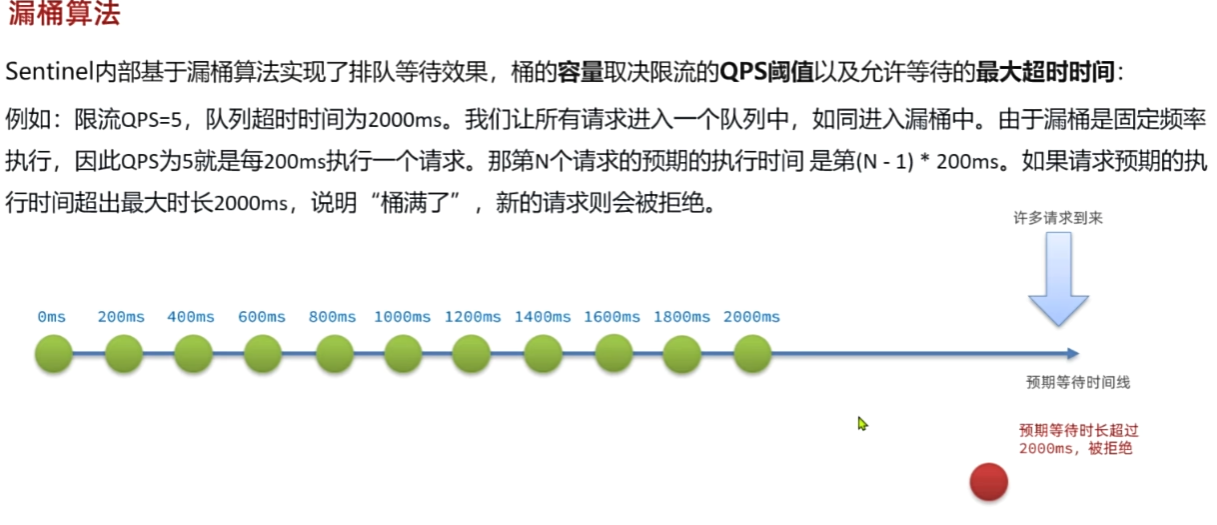 漏桶算法
Sentinel内部基于漏桶算法实现了排队等待效果，桶的容量取决限流的QPS阈值以及允许等待的最大超时时间：
例如：限流QPS=5，队列超时时间为2000ms。我们让所有请求进入一个队列中，如同进入漏桶中。由于漏桶是固定频率
执行，因此QPS为5就是每200ms执行一个请求。那第N个请求的预期的执行时间 是第(N - 1) * 200ms。如果请求预期的执
行时间超出最大时长2000ms，说明“桶满了”，新的请求则会被拒绝。
许多请求到来
0ms 200ms 400ms 600ms 800ms 1000ms 1200ms 1400ms 1600ms 1800ms 2000ms
预期等待时间线
预期等待时长超过
2000ms，被拒绝